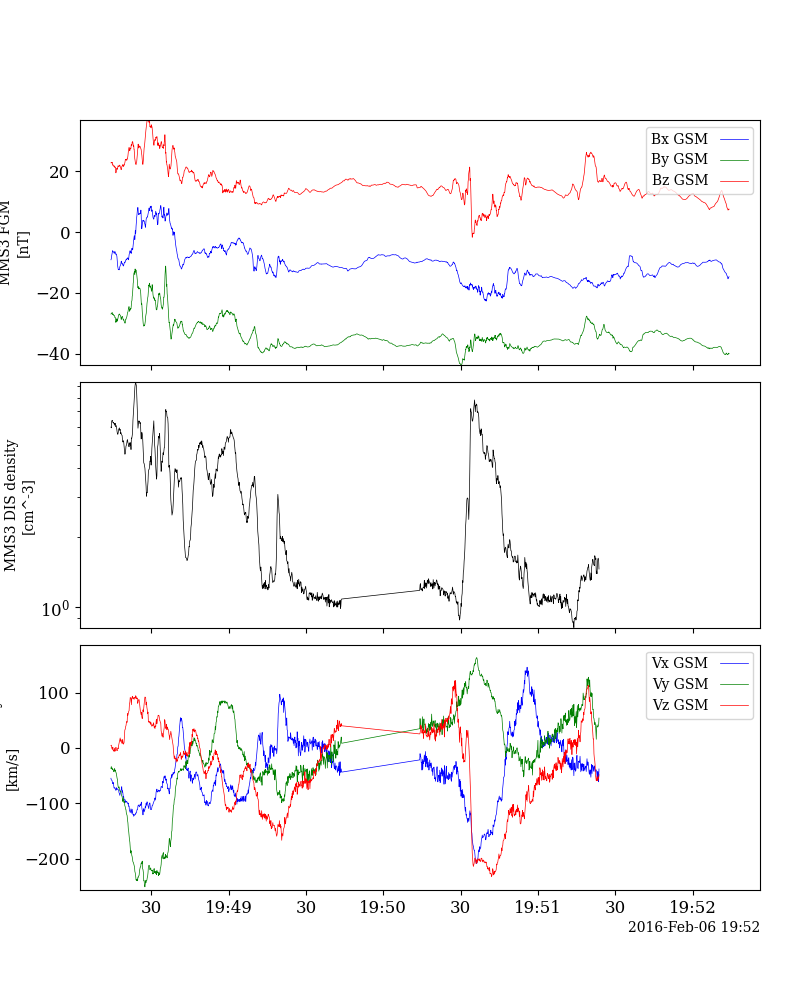 MMS3 FGM
[nT]
20
0
−20
−40
Bx GSM
By GSM
Bz GSM
MMS3 DIS density
[cm^-3]
10^0
[km/s]
100
0
−100
−200
Vx GSM
Vy GSM
Vz GSM
30 19:49 30 19:50 30 19:51 30 19:52
2016-Feb-06 19:52